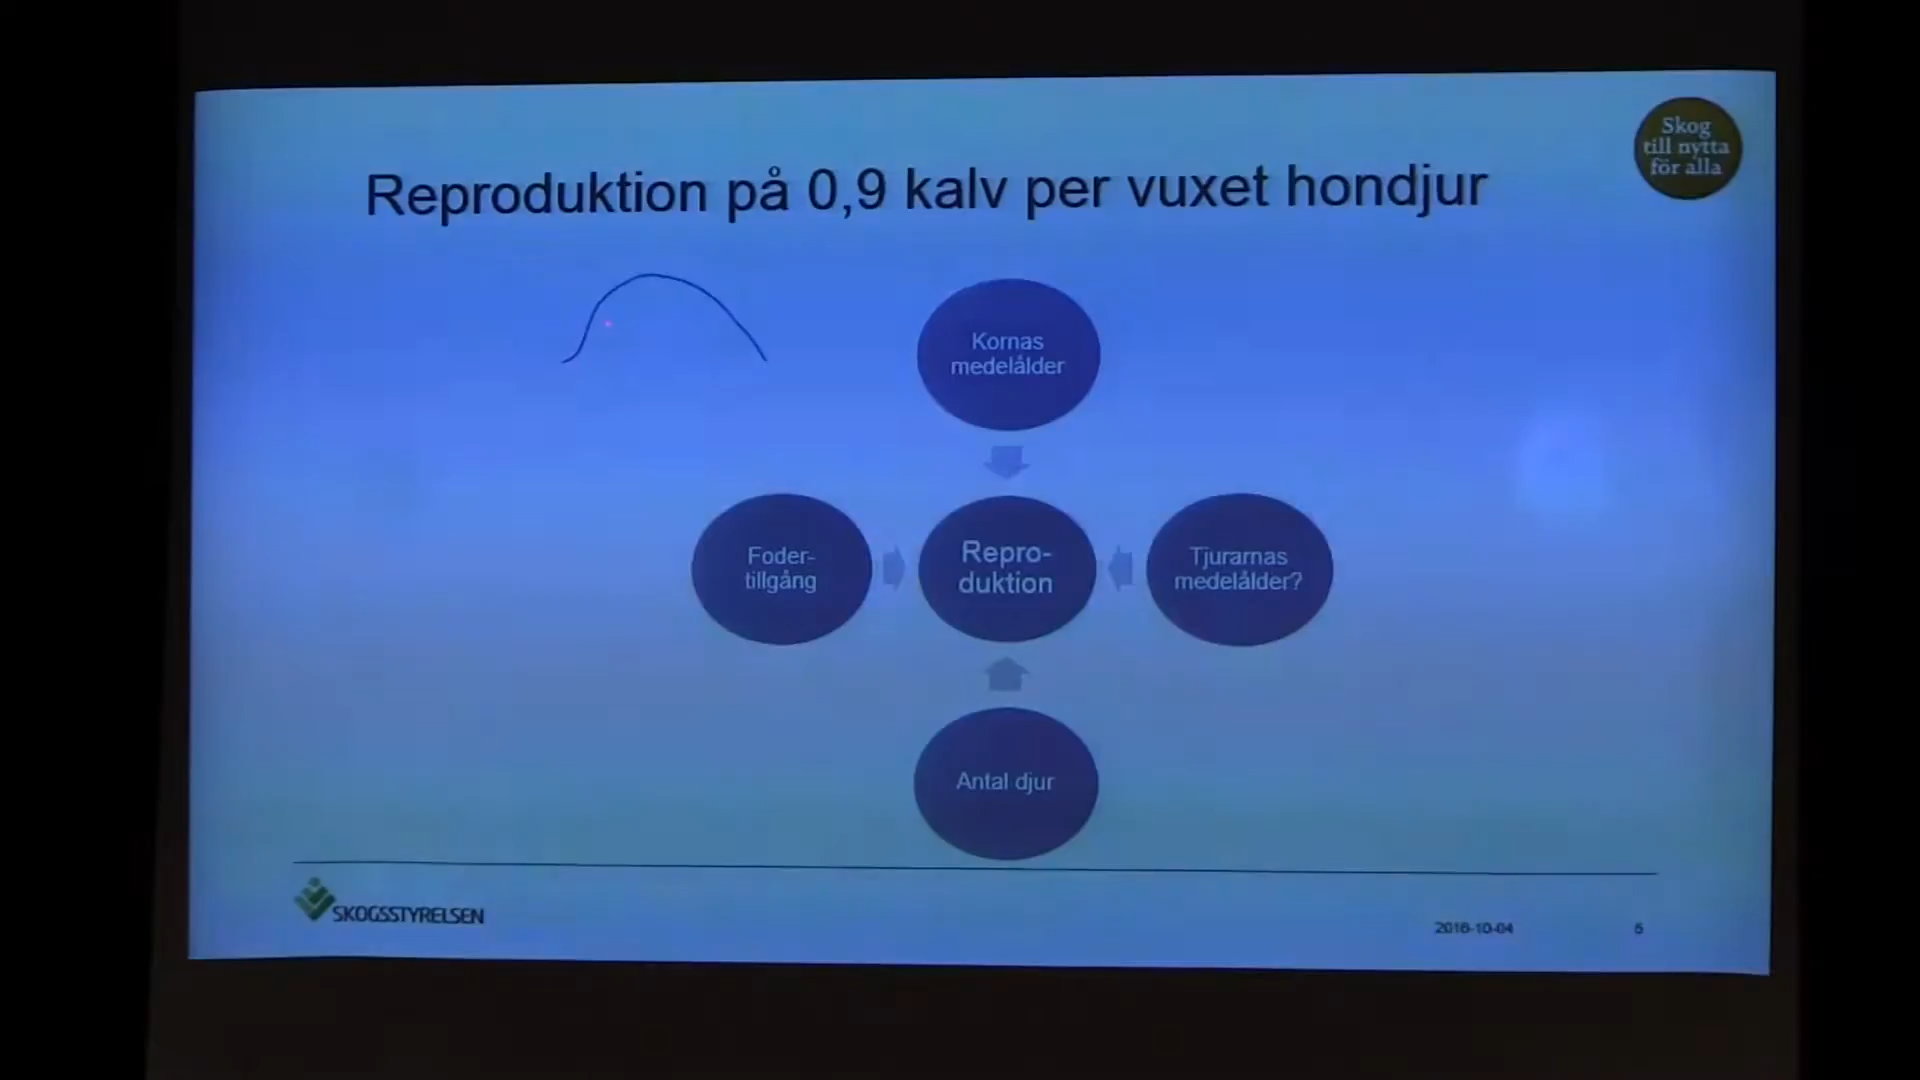 Skog
till nytta
för alla
Reproduktion på 0,9 kalv per vuxet hondjur
Kornas
medelålder
Foder-
tillgång
Repro-
duktion
Tjurarnas
medelålder?
Antal djur
SKOGSSTYRELSEN
2016-10-04